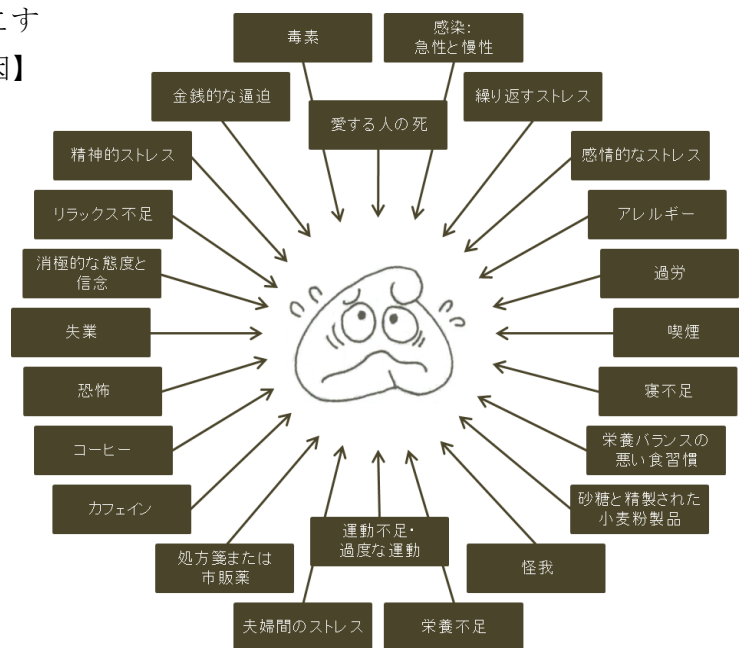 こす
因】
毒素
感染:
急性と慢性
金銭的な逼迫
愛する人の死
繰り返すストレス
精神的ストレス
感情的なストレス
リラックス不足
アレルギー
消極的な態度と
信念
過労
失業
喫煙
恐怖
寝不足
コーヒー
栄養バランスの
悪い食習慣
カフェイン
砂糖と精製された
小麦粉製品
処方箋または
市販薬
運動不足・
過度な運動
怪我
夫婦間のストレス
栄養不足